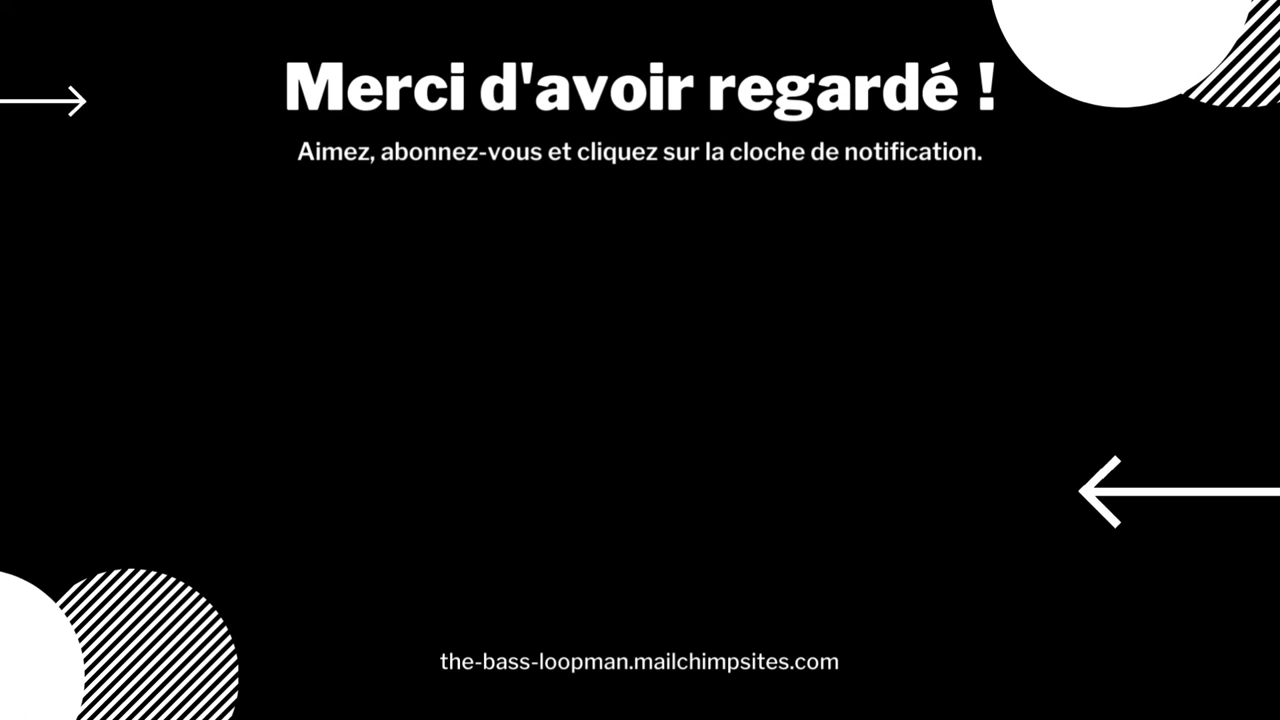 Merci d'avoir regardé !
Aimez, abonnez-vous et cliquez sur la cloche de notification.
the-bass-loopman.mailchimpsites.com